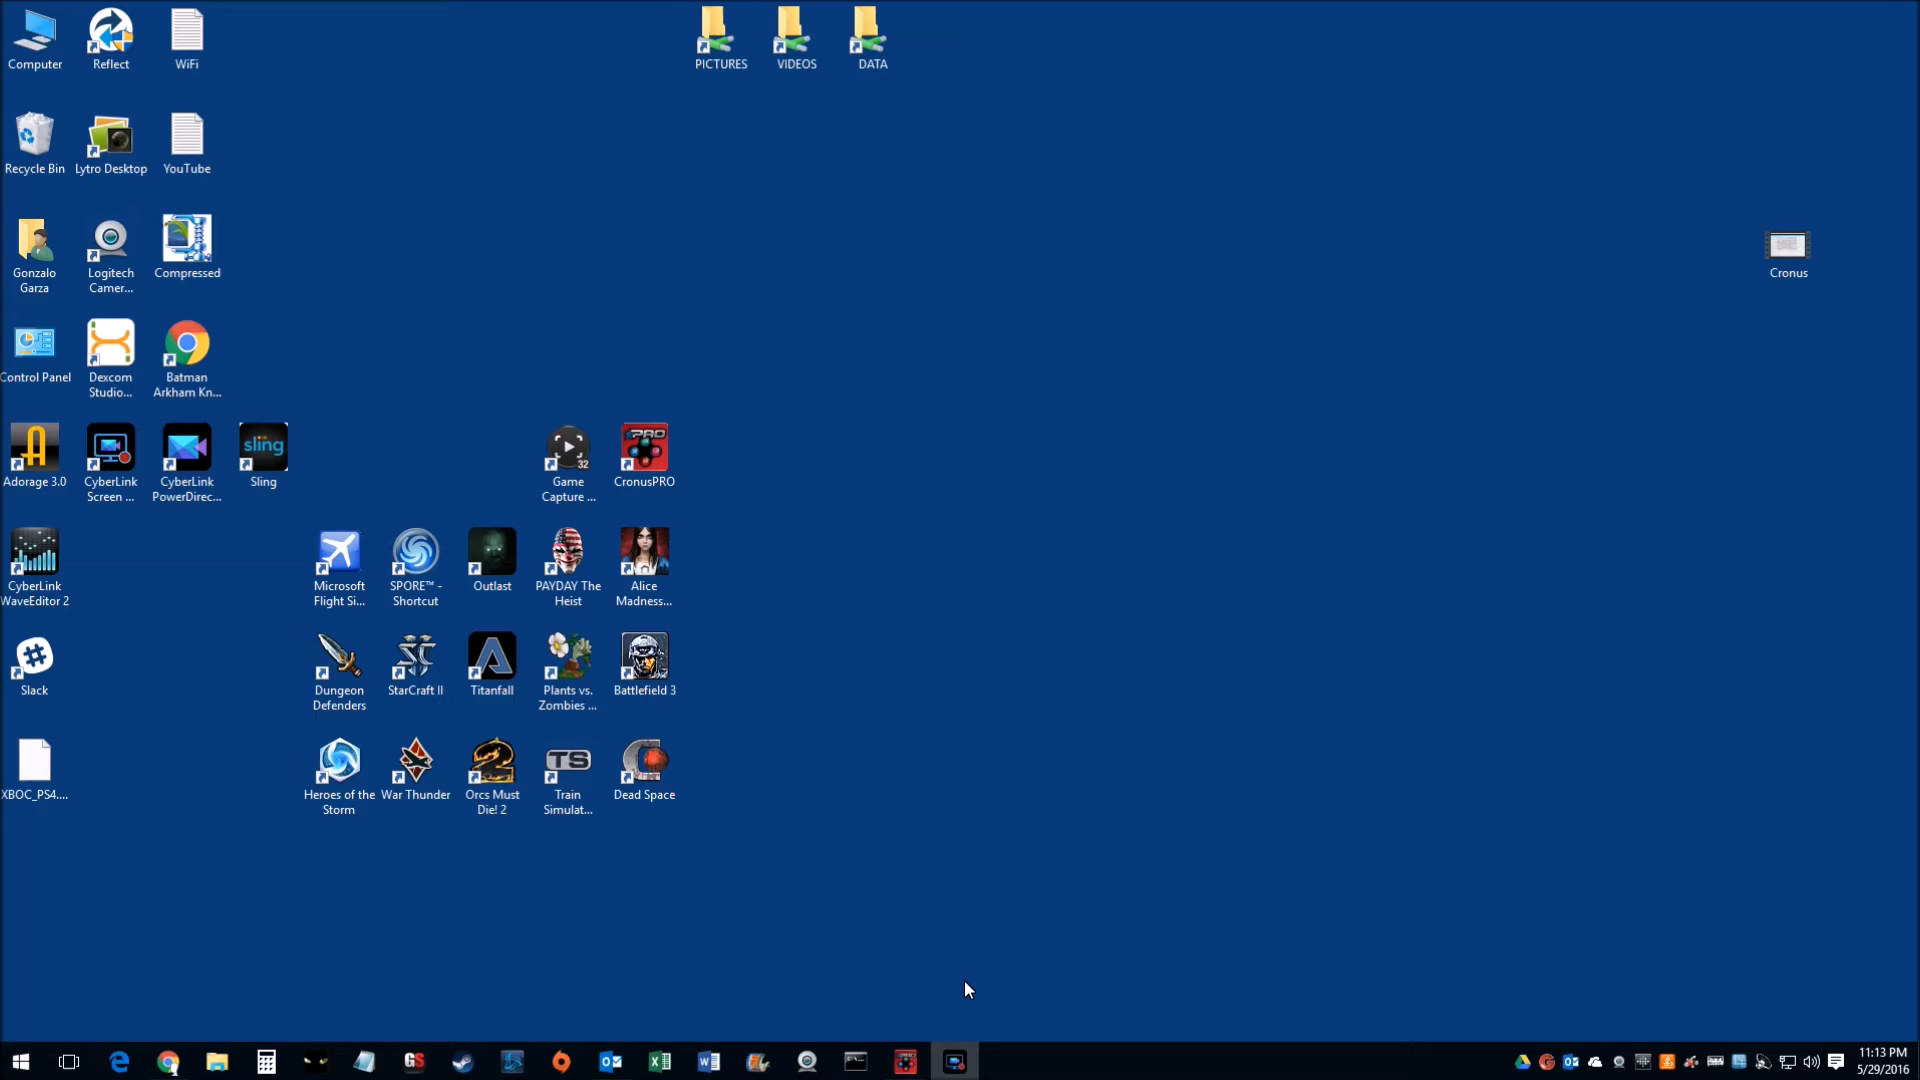 Computer
Reflect
WiFi
PICTURES
VIDEOS
DATA
Recycle Bin
Lytro Desktop
YouTube
Gonzalo
Garza
Logitech
Camer...
Compressed
Cronus
Control Panel
Dexcom
Studio...
Batman
Arkham Kn...
sling
32
PRO
Adorage 3.0
CyberLink
Screen ...
CyberLink
PowerDirec...
Sling
Game
Capture ...
CronusPRO
CyberLink
WaveEditor 2
Microsoft
Flight Si...
SPORE™ -
Shortcut
Outlast
PAYDAY The
Heist
Alice
Madness...
Slack
Dungeon
Defenders
StarCraft II
Titanfall
Plants vs.
Zombies ...
Battlefield 3
TS
XBOC_PS4....
Heroes of the
Storm
War Thunder
Orcs Must
Die! 2
Train
Simulat...
Dead Space
GS
11:13 PM
5/29/2016